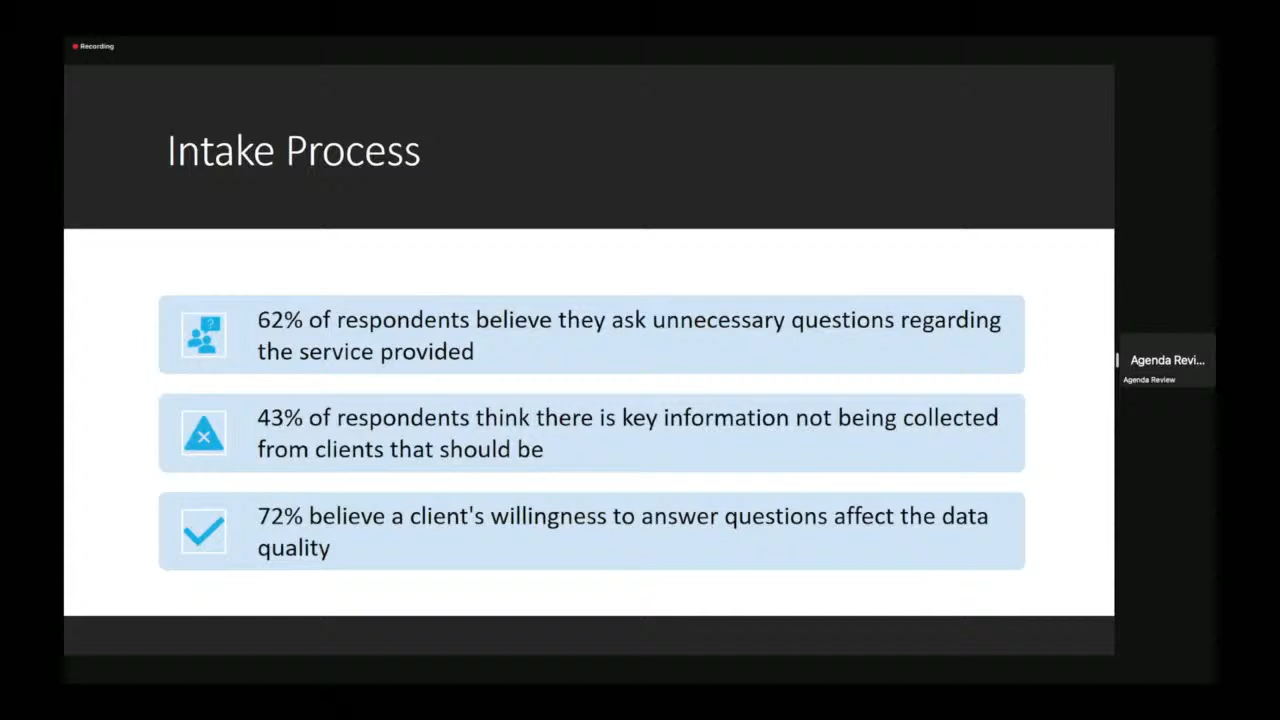 Recording
Intake Process
62% of respondents believe they ask unnecessary questions regarding
the service provided
43% of respondents think there is key information not being collected
from clients that should be
72% believe a client's willingness to answer questions affect the data
quality
Agenda Revi...
Agenda Review